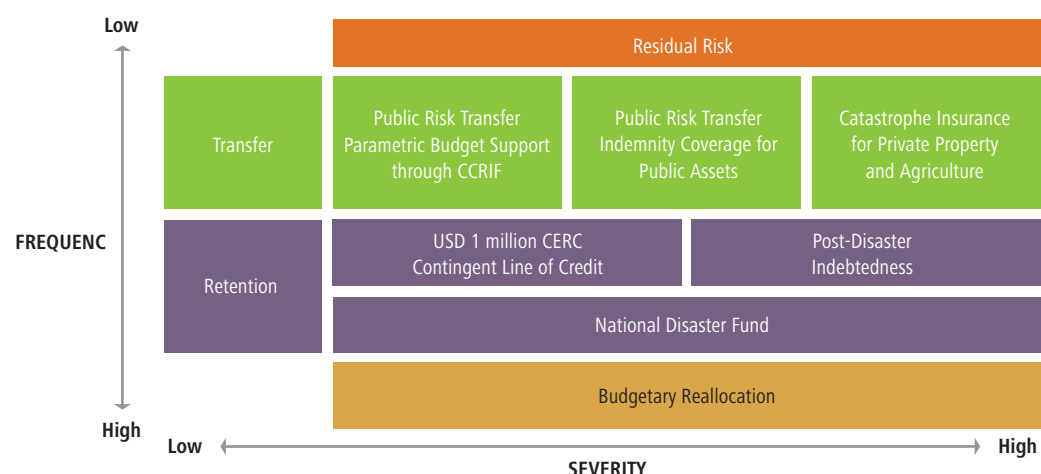 Low
Residual Risk
Transfer
Public Risk Transfer
Parametric Budget Support
through CCRIF
Public Risk Transfer
Indemnity Coverage for
Public Assets
Catastrophe Insurance
for Private Property
and Agriculture
FREQUENC
Retention
USD 1 million CERC
Contingent Line of Credit
Post-Disaster
Indebtedness
National Disaster Fund
Budgetary Reallocation
High
Low
High
SEVERITY